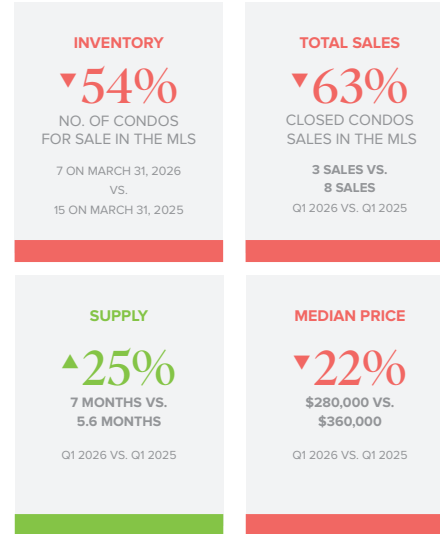 INVENTORY
▼54%
NO. OF CONDOS
FOR SALE IN THE MLS
7 ON MARCH 31, 2026
VS.
15 ON MARCH 31, 2025
TOTAL SALES
▼63%
CLOSED CONDOS
SALES IN THE MLS
3 SALES VS.
8 SALES
Q1 2026 VS. Q1 2025
SUPPLY
▲25%
7 MONTHS VS.
5.6 MONTHS
Q1 2026 VS. Q1 2025
MEDIAN PRICE
▼22%
$280,000 VS.
$360,000
Q1 2026 VS. Q1 2025